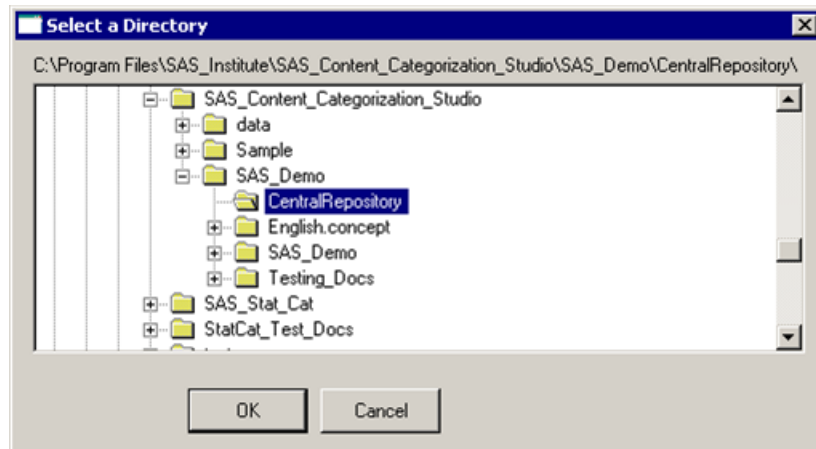 Select a Directory
C:\Program Files\SAS_Institute\SAS_Content_Categorization_Studio\SAS_Demo\CentralRepository\
SAS_Content_Categorization_Studio
data
Sample
SAS_Demo
CentralRepository
English.concept
SAS_Demo
Testing_Docs
SAS_Stat_Cat
StatCat_Test_Docs
OK
Cancel